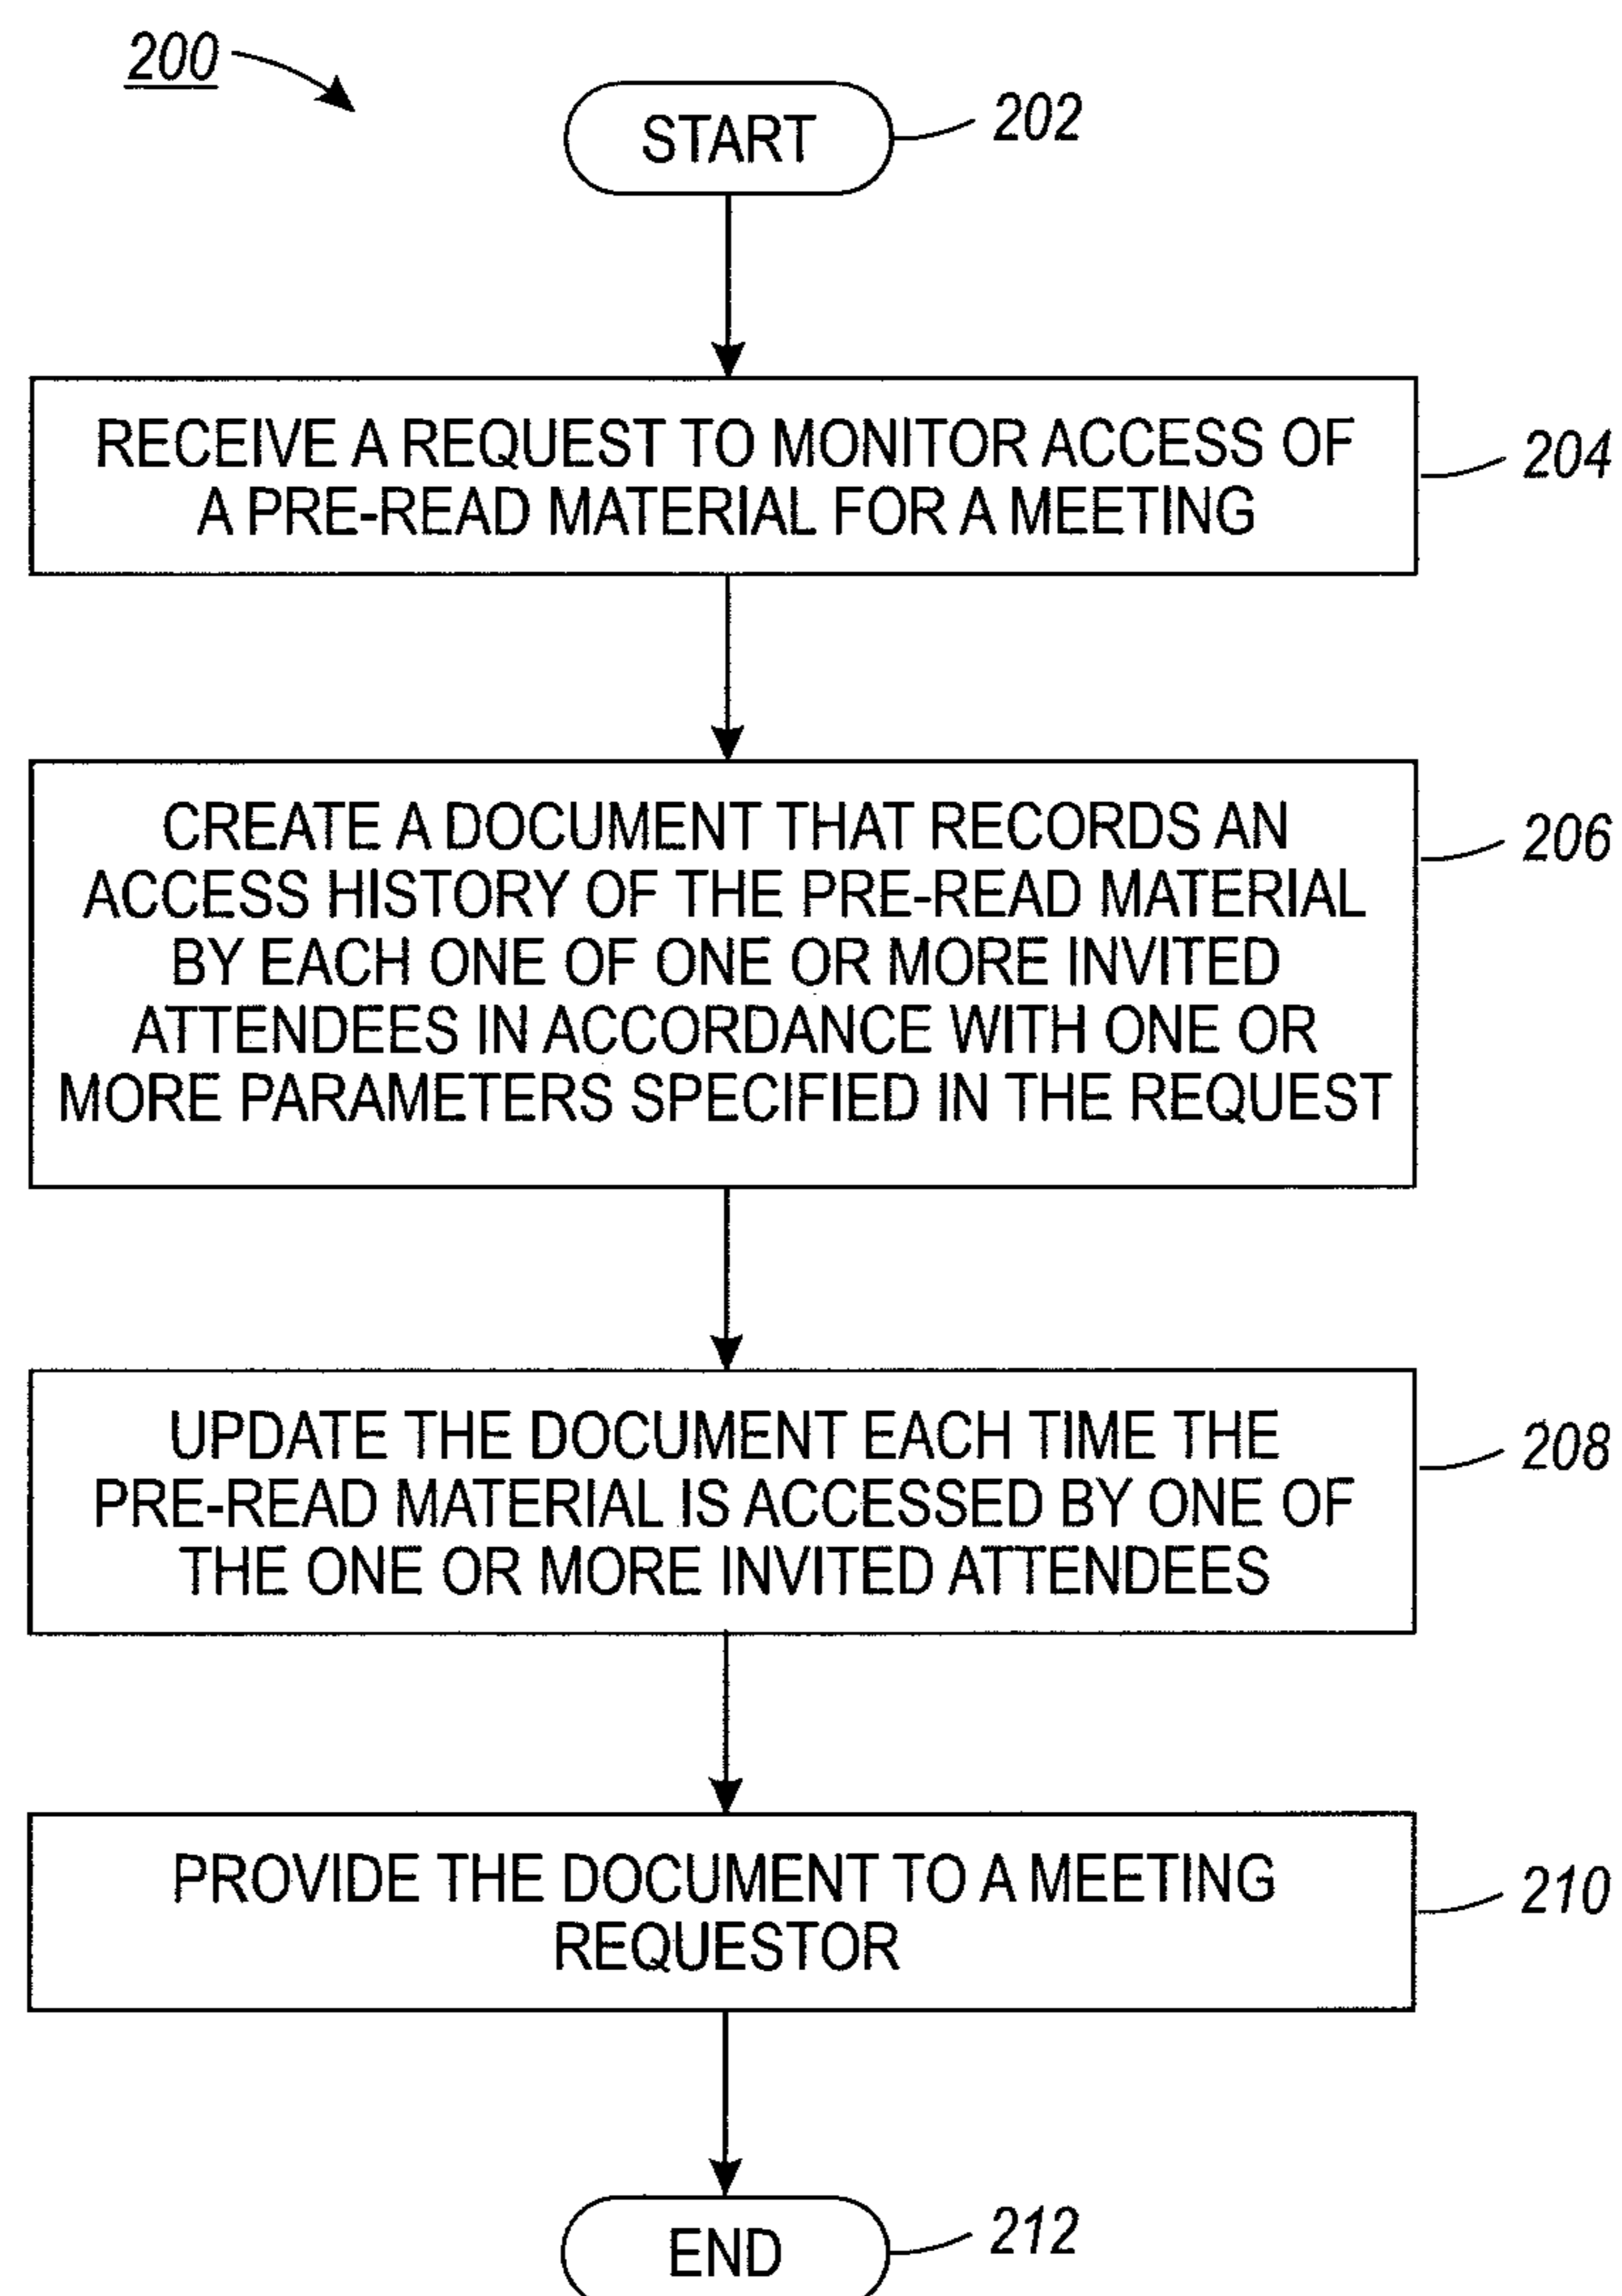 200
START
202
RECEIVE A REQUEST TO MONITOR ACCESS OF
A PRE-READ MATERIAL FOR A MEETING
204
CREATE A DOCUMENT THAT RECORDS AN
ACCESS HISTORY OF THE PRE-READ MATERIAL
BY EACH ONE OF ONE OR MORE INVITED
ATTENDEES IN ACCORDANCE WITH ONE OR
MORE PARAMETERS SPECIFIED IN THE REQUEST
206
UPDATE THE DOCUMENT EACH TIME THE
PRE-READ MATERIAL IS ACCESSED BY ONE OF
THE ONE OR MORE INVITED ATTENDEES
208
PROVIDE THE DOCUMENT TO A MEETING
REQUESTOR
210
END
212